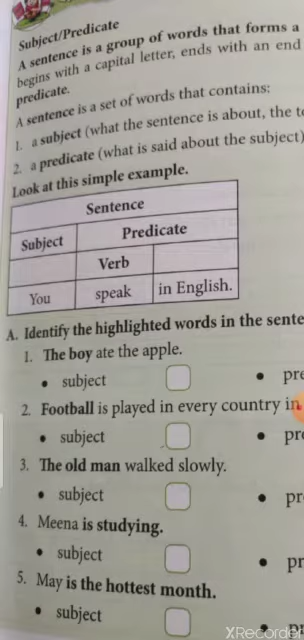 Subject/Predicate
A sentence is a group of words that forms a
begins with a capital letter, ends with an end
predicate.
A sentence is a set of words that contains:
1. a subject (what the sentence is about, the
2. a predicate (what is said about the subject)
Look at this simple example.
Sentence
Subject Predicate
Verb
You speak in English.
A. Identify the highlighted words in the
1. The boy ate the apple.
• subject •
2. Football is played in every country in
• subject •
3. The old man walked slowly.
• subject •
4. Meena is studying.
• subject •
5. May is the hottest month.
• subject •
XRecorder